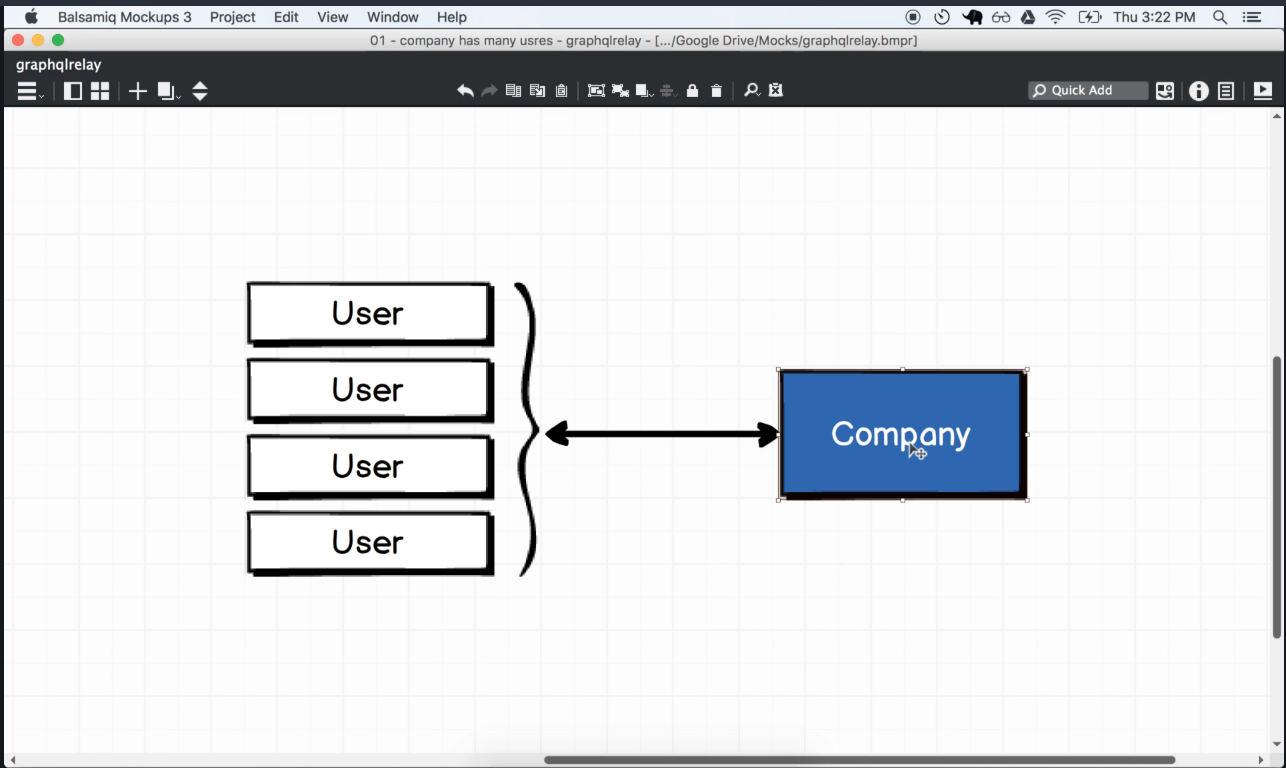 Balsamiq Mockups 3 Project Edit View Window Help Thu 3:22 PM
01 - company has many usres - graphqlrelay - [.../Google Drive/Mocks/graphqlrelay.bmpr]
graphqlrelay
Quick Add
User
User
User
User
Company